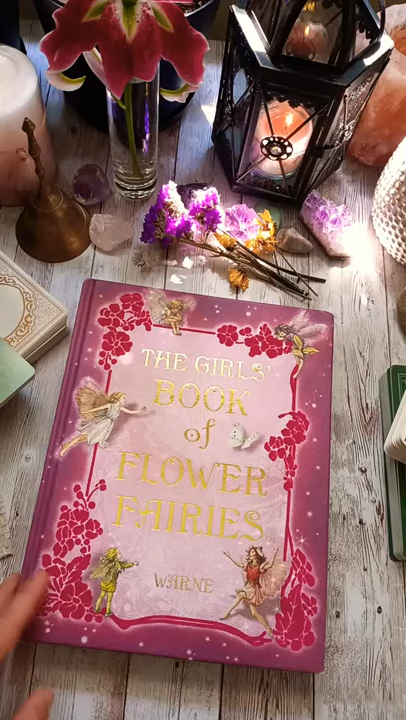 THE GIRLS'
BOOK
of
FLOWER
FAIRIES
WARNE